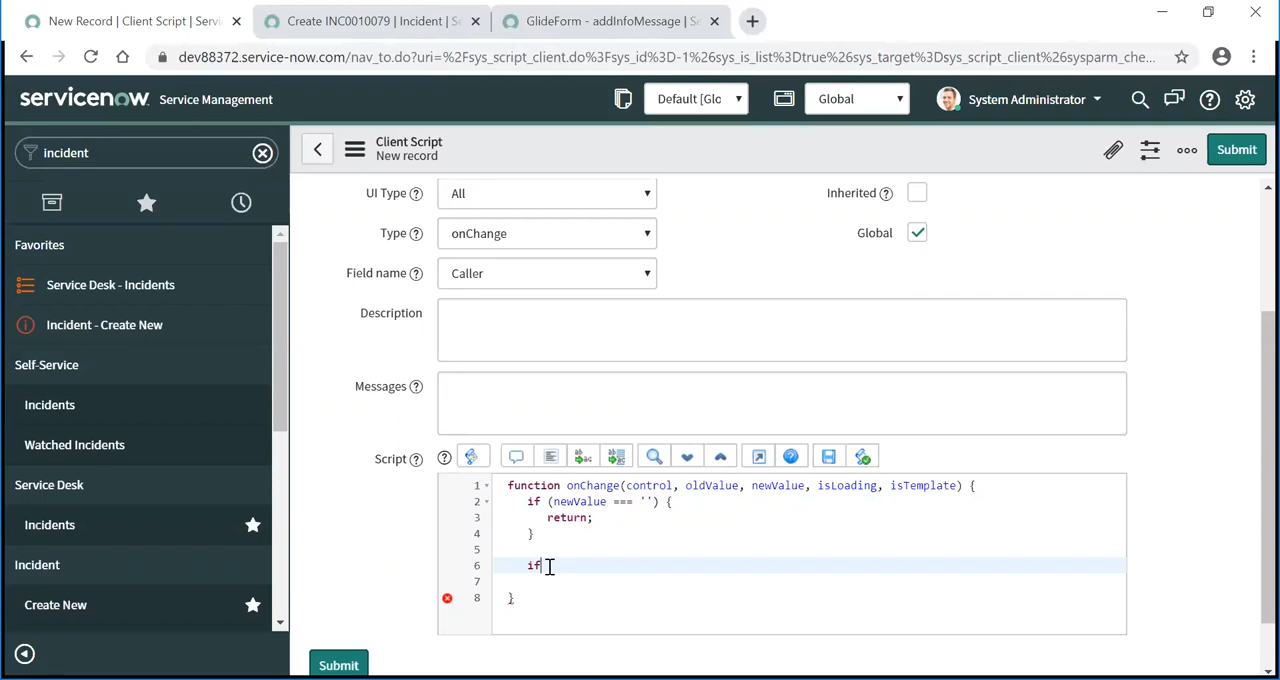 New Record | Client Script | Servi
Create INC0010079 | Incident | Se
GlideForm - addInfoMessage | Se
dev88372.service-now.com/nav_to.do?uri=%2Fsys_script_client.do%3Fsys_id%3D-1%26sys_is_list%3Dtrue%26sys_target%3Dsys_script_client%26sysparm_che...
servicenow Service Management
Default [Glc
Global
System Administrator
incident
Client Script
New record
Submit
Favorites
Service Desk - Incidents
Incident - Create New
Self-Service
Incidents
Watched Incidents
Service Desk
Incidents
Incident
Create New
UI Type
All
Inherited
Type
onChange
Global
Field name
Caller
Description
Messages
Script
1 function onChange(control, oldValue, newValue, isLoading, isTemplate) {
2 if (newValue === '') {
3 return;
4 }
5
6 if
7
8 }
Submit